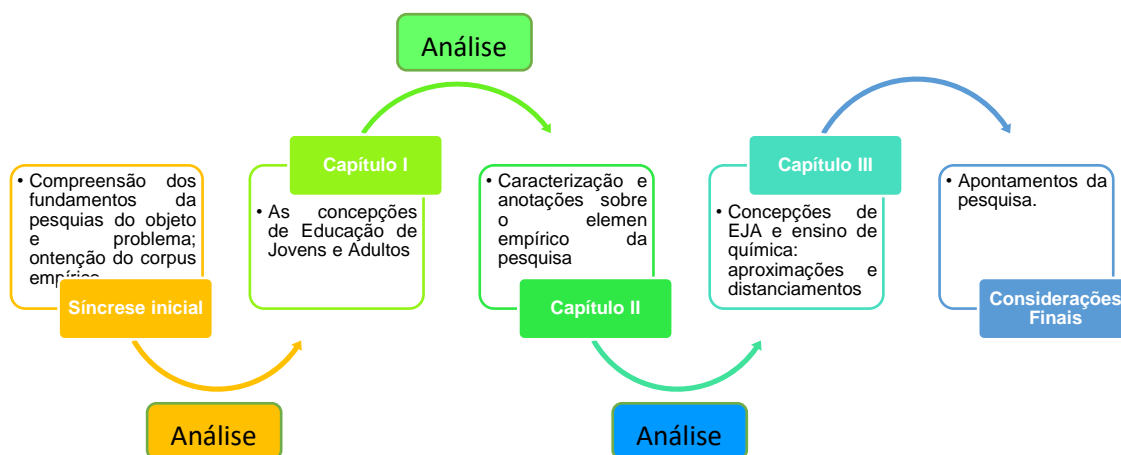 Análise
Capítulo I
Capítulo III
• Compreensão dos
fundamentos da
pesquias do objeto
e problema;
ontenção do corpus
empírico
Síncrese inicial
• As concepções
de Educação de
Jovens e Adultos
• Caracterização e
anotações sobre
o elemen
empírico da
pesquisa
Capítulo II
• Concepções de
EJA e ensino de
química:
aproximações e
distanciamentos
• Apontamentos da
pesquisa.
Considerações
Finais
Análise
Análise